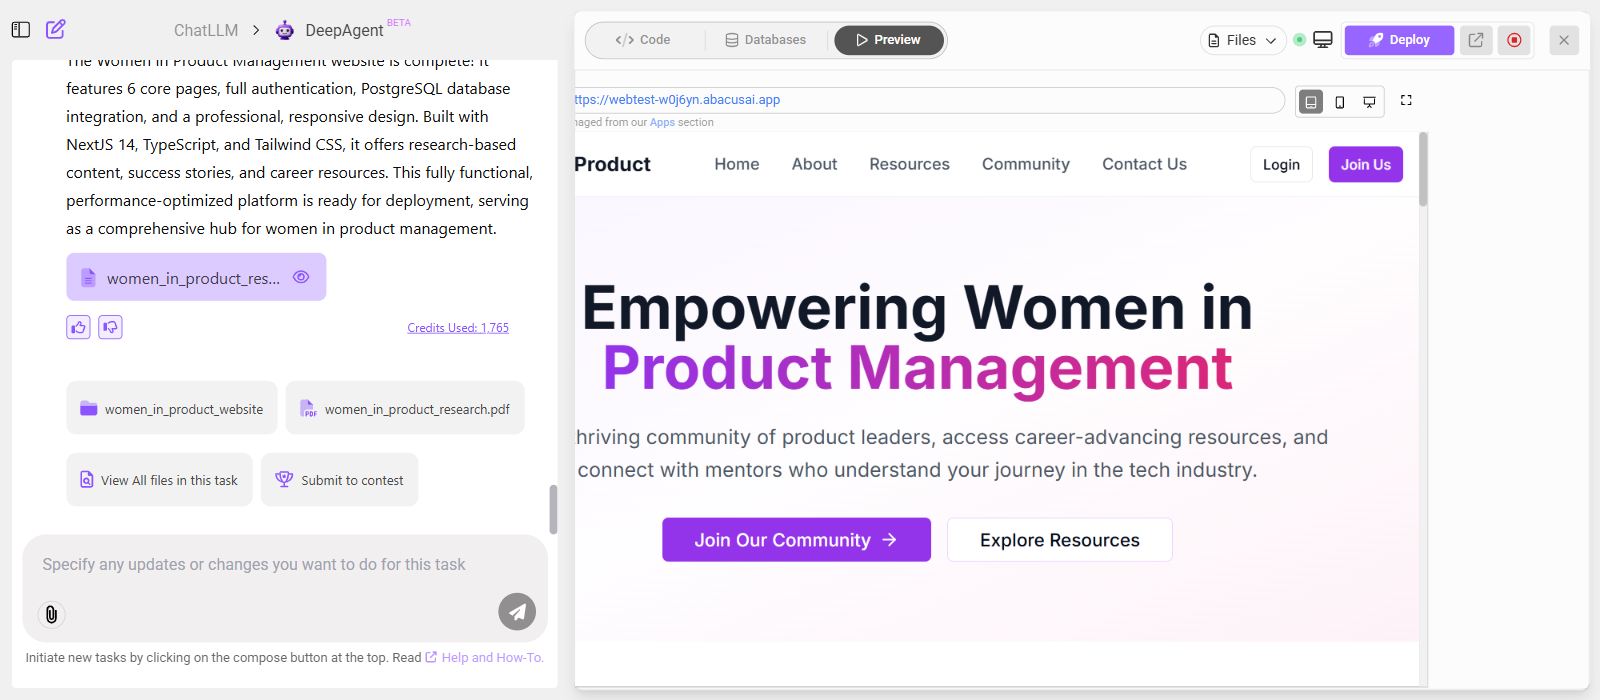 ChatLLM > DeepAgent BETA
The Women in Product Management website is complete! It
features 6 core pages, full authentication, PostgreSQL database
integration, and a professional, responsive design. Built with
NextJS 14, TypeScript, and Tailwind CSS, it offers research-based
content, success stories, and career resources. This fully functional,
performance-optimized platform is ready for deployment, serving
as a comprehensive hub for women in product management.
women_in_product_res...
Credits Used: 1,765
women_in_product_website
PDF women_in_product_research.pdf
View All files in this task
Submit to contest
Specify any updates or changes you want to do for this task
Initiate new tasks by clicking on the compose button at the top. Read Help and How-To.
</> Code
Databases
Preview
Files
Deploy
ttps://webtest-w0j6yn.abacusai.app
naged from our Apps section
Product
Home
About
Resources
Community
Contact Us
Login
Join Us
Empowering Women in
Product Management
hriving community of product leaders, access career-advancing resources, and
connect with mentors who understand your journey in the tech industry.
Join Our Community →
Explore Resources